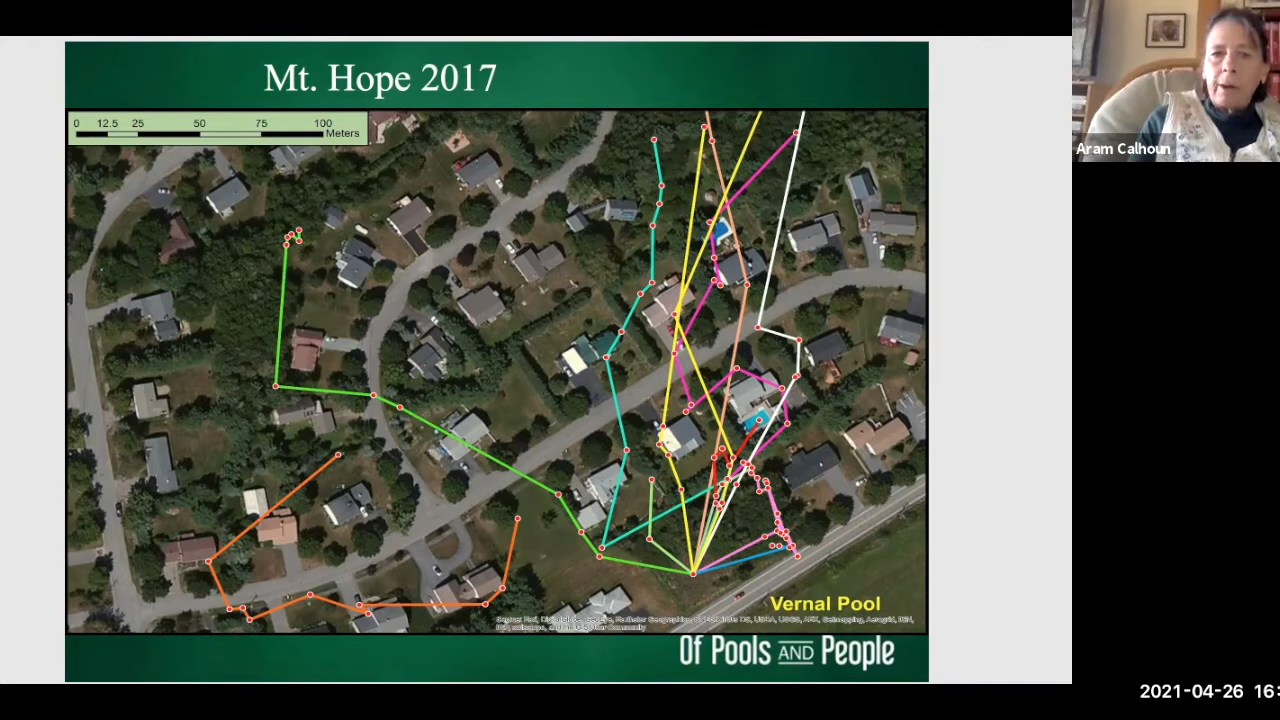 Mt. Hope 2017
0 12.5 25 50 75 100
Meters
Aram Calhoun
Vernal Pool
Of Pools AND People
2021-04-26 16: